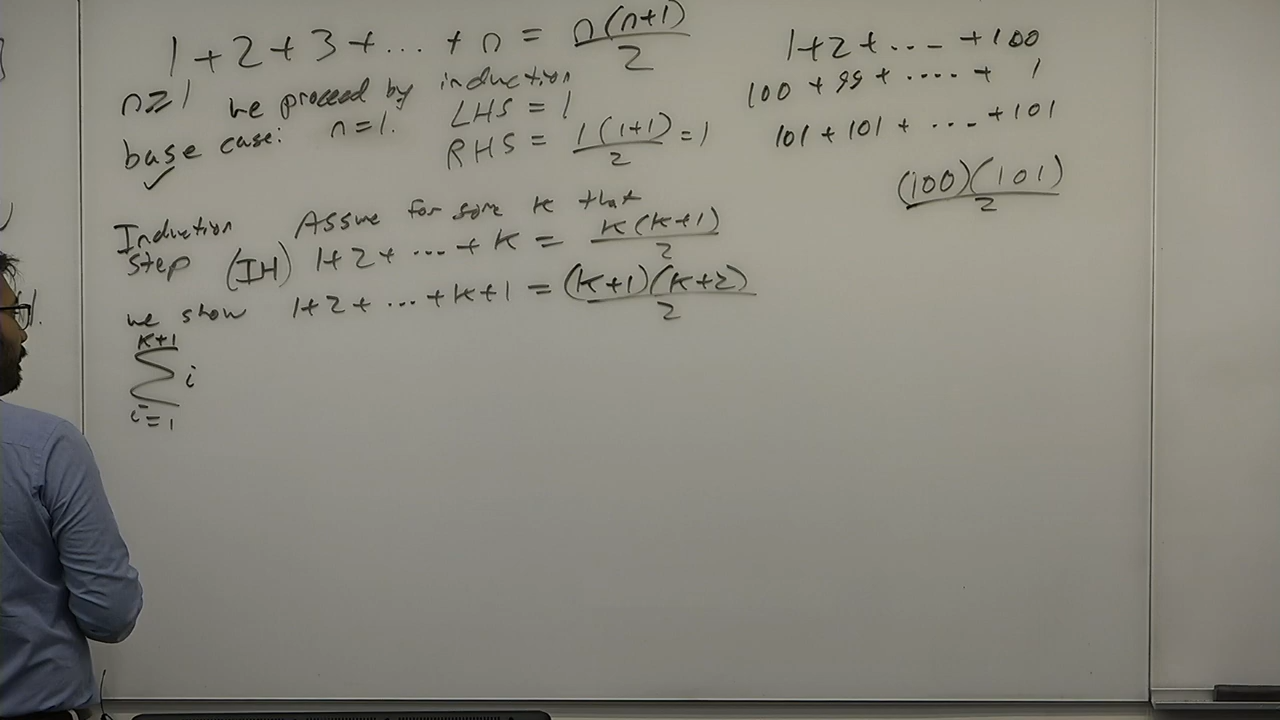 1 + 2 + 3 + ... + n = n(n+1)/2
n ≥ 1 we proceed by induction
base case: n=1. LHS = 1
RHS = 1(1+1)/2 = 1
✓
Induction Step Assume for some k that
(IH) 1+2+ ... + k = k(k+1)/2
we show 1+2+ ... + k+1 = (k+1)(k+2)/2
k+1
Σ i
i=1
1+2+ ... + 100
100 + 99 + .... + 1
101 + 101 + ... + 101
(100)(101)/2